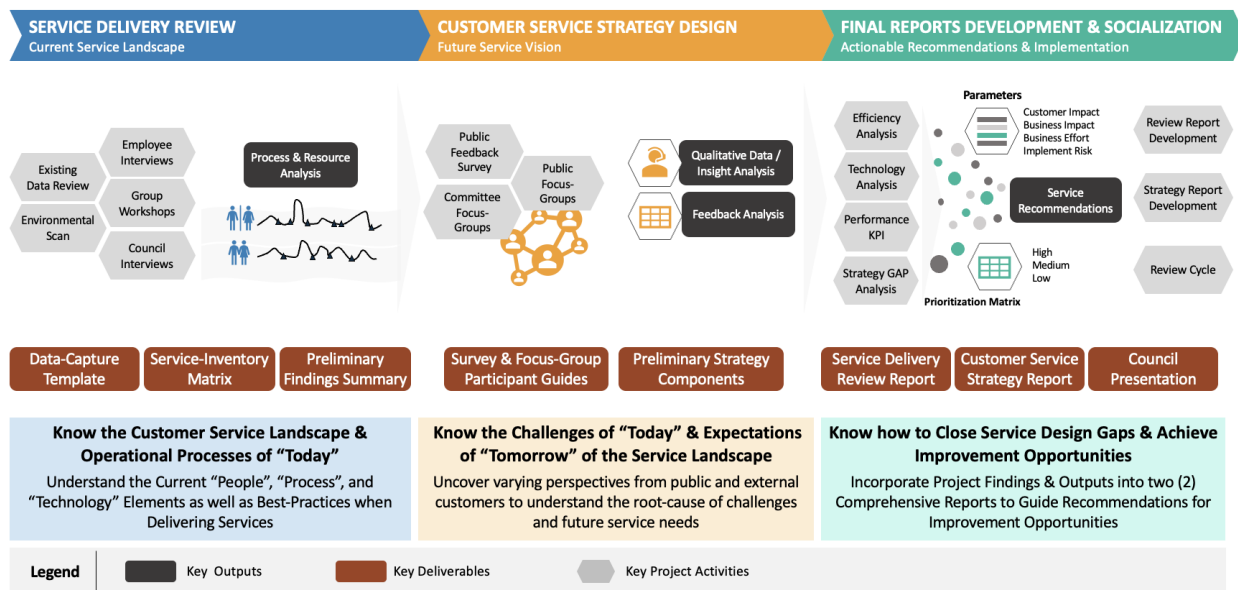 SERVICE DELIVERY REVIEW
Current Service Landscape
CUSTOMER SERVICE STRATEGY DESIGN
Future Service Vision
FINAL REPORTS DEVELOPMENT & SOCIALIZATION
Actionable Recommendations & Implementation
Existing
Data Review
Environmental
Scan
Employee
Interviews
Group
Workshops
Council
Interviews
Process & Resource
Analysis
Public
Feedback
Survey
Committee
Focus-
Groups
Public
Focus-
Groups
Qualitative Data /
Insight Analysis
Feedback Analysis
Efficiency
Analysis
Technology
Analysis
Performance
KPI
Strategy GAP
Analysis
Parameters
Customer Impact
Business Impact
Business Effort
Implement Risk
Service
Recommendations
High
Medium
Low
Prioritization Matrix
Review Report
Development
Strategy Report
Development
Review Cycle
Data-Capture
Template
Service-Inventory
Matrix
Preliminary
Findings Summary
Survey & Focus-Group
Participant Guides
Preliminary Strategy
Components
Service Delivery
Review Report
Customer Service
Strategy Report
Council
Presentation
Know the Customer Service Landscape &
Operational Processes of “Today”
Understand the Current “People”, “Process”, and
“Technology” Elements as well as Best-Practices when
Delivering Services
Know the Challenges of “Today” & Expectations
of “Tomorrow” of the Service Landscape
Uncover varying perspectives from public and external
customers to understand the root-cause of challenges
and future service needs
Know how to Close Service Design Gaps & Achieve
Improvement Opportunities
Incorporate Project Findings & Outputs into two (2)
Comprehensive Reports to Guide Recommendations for
Improvement Opportunities
Legend
Key Outputs
Key Deliverables
Key Project Activities